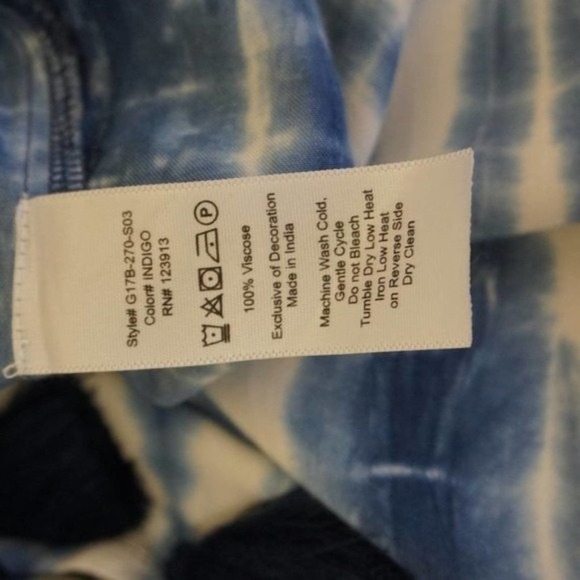 Style# G17B-270-S03
Color# INDIGO
RN# 123913
P
100% Viscose
Exclusive of Decoration
Made in India
Machine Wash Cold.
Gentle Cycle
Do not Bleach
Tumble Dry Low Heat
Iron Low Heat
on Reverse Side
Dry Clean